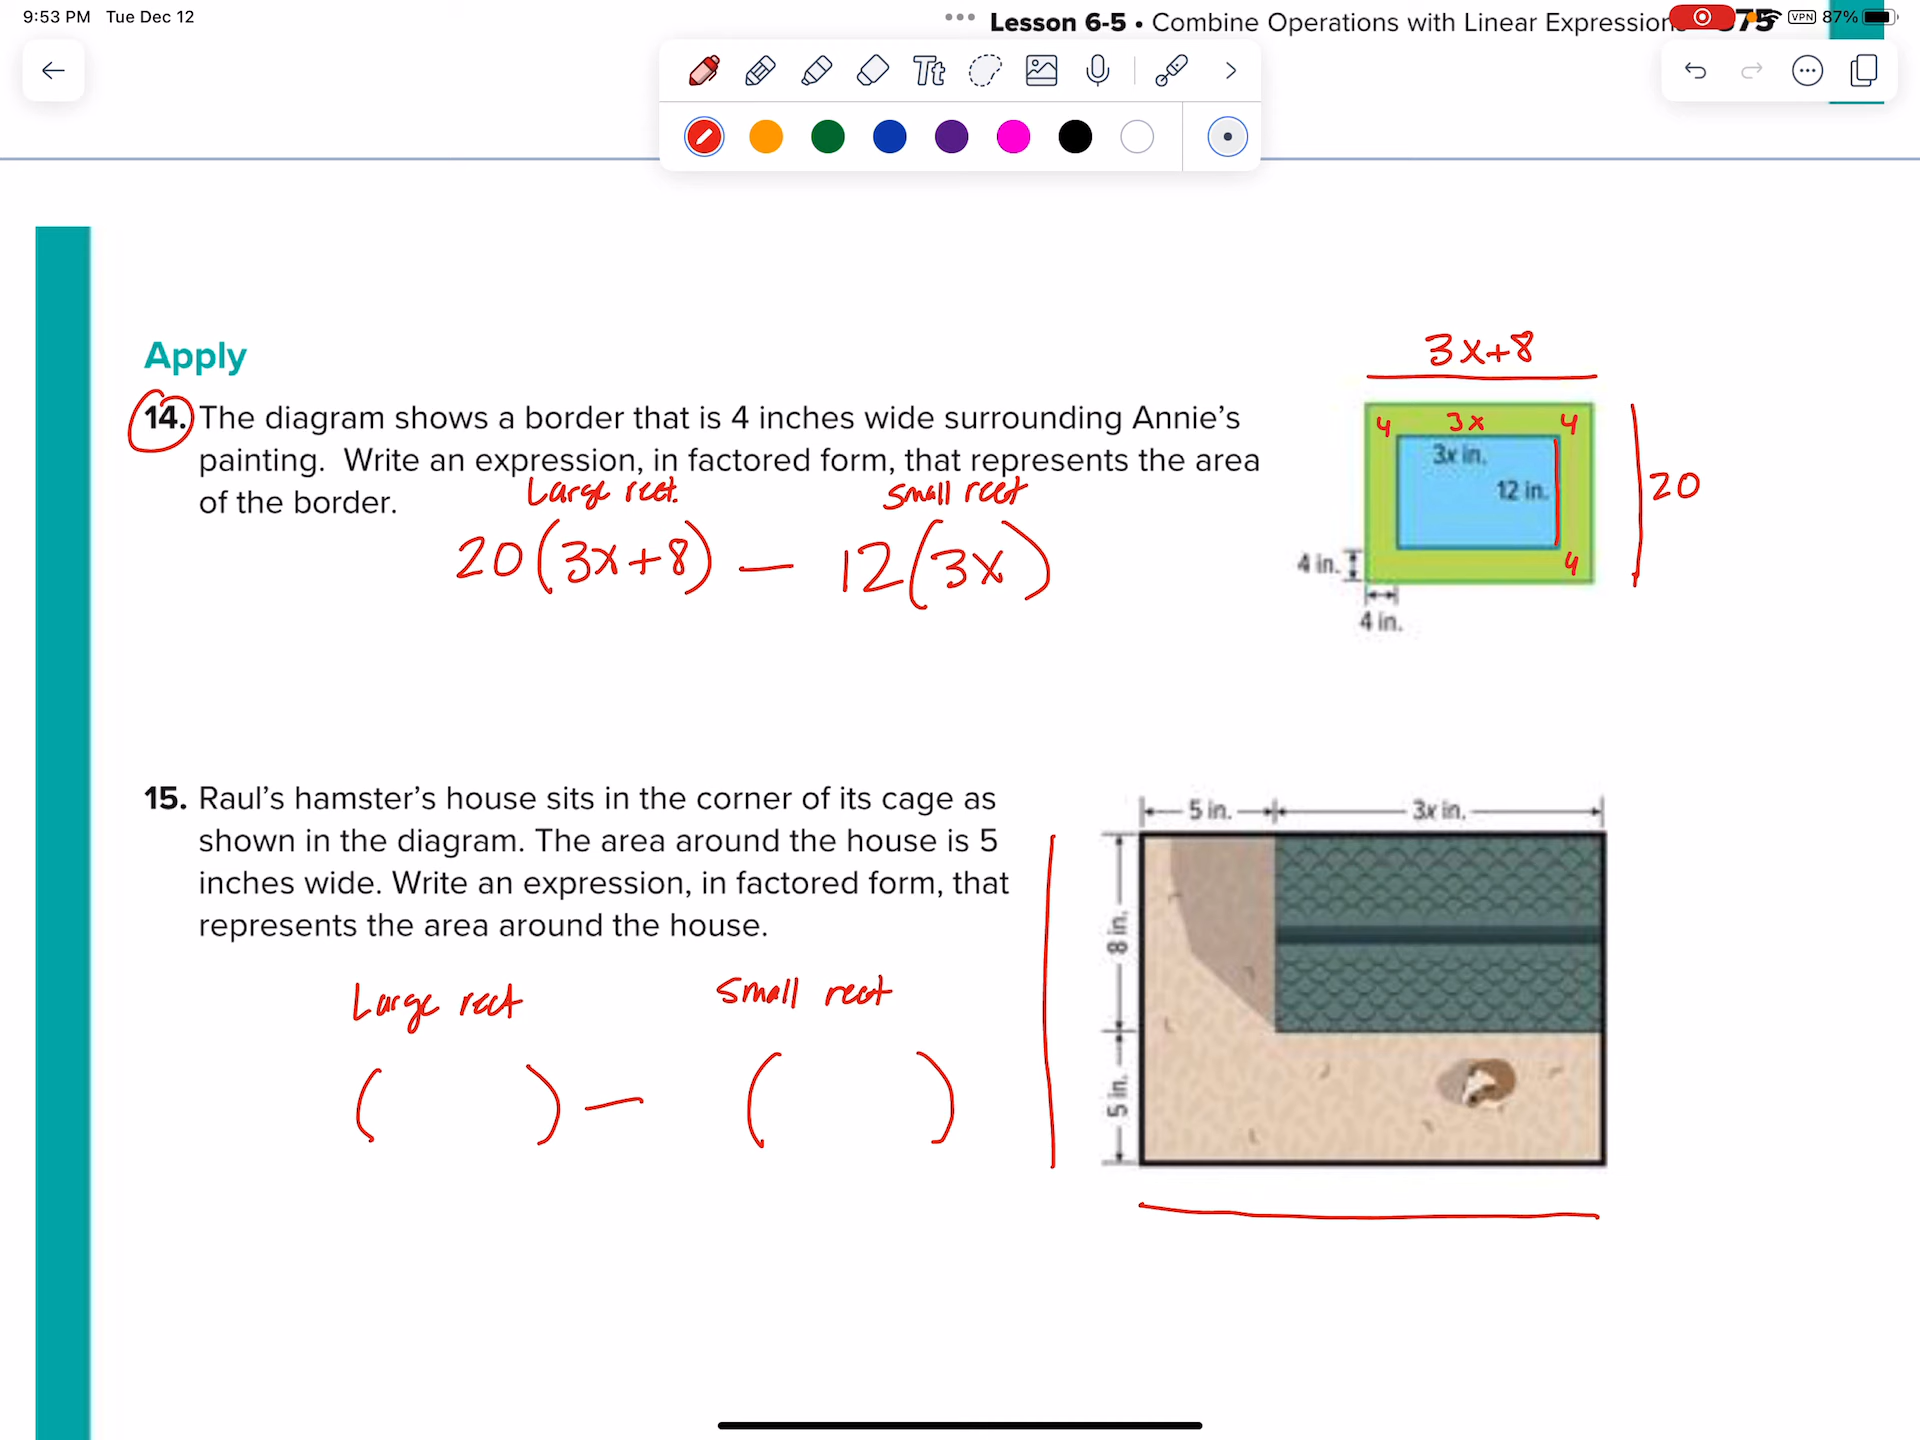 9:53 PM Tue Dec 12
Lesson 6-5 • Combine Operations with Linear
VPN 87%
Tt
Apply
3x+8
14. The diagram shows a border that is 4 inches wide surrounding Annie's
painting. Write an expression, in factored form, that represents the area
of the border.
Large rect. small rect
20(3x+8) — 12(3x)
4 3x 4
3x in.
12 in.
20
4 in.
4
4 in.
15. Raul's hamster's house sits in the corner of its cage as
shown in the diagram. The area around the house is 5
inches wide. Write an expression, in factored form, that
represents the area around the house.
Large rect small rect
( ) — ( )
5 in. 3x in.
8 in.
5 in.